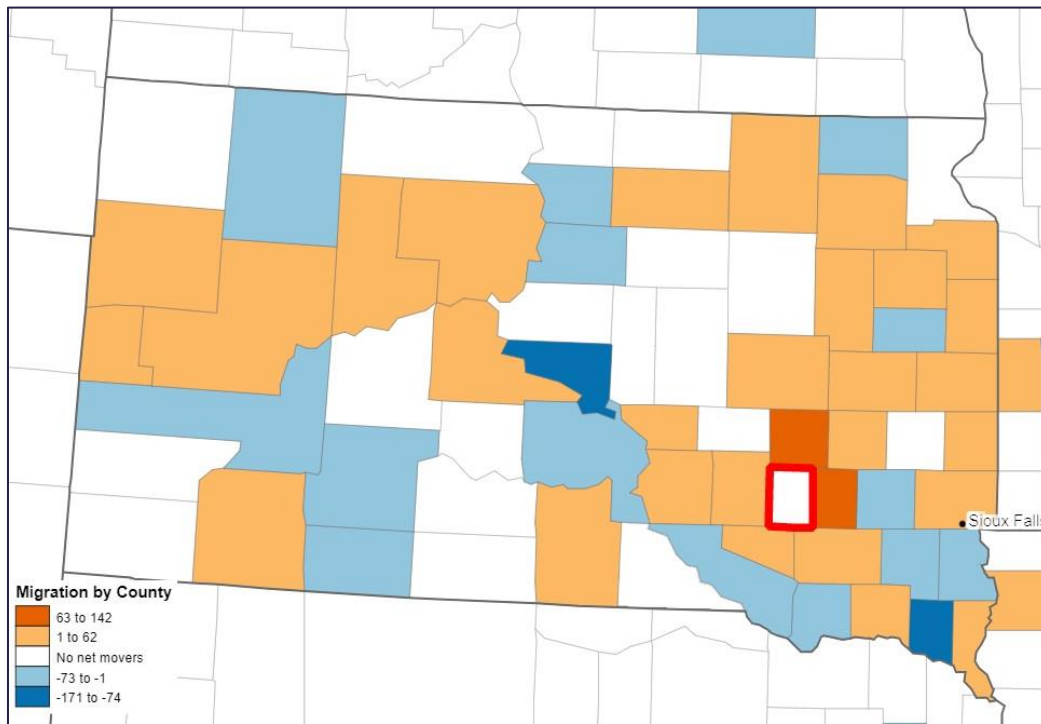 Sioux Falls
Migration by County
63 to 142
1 to 62
No net movers
-73 to -1
-171 to -74